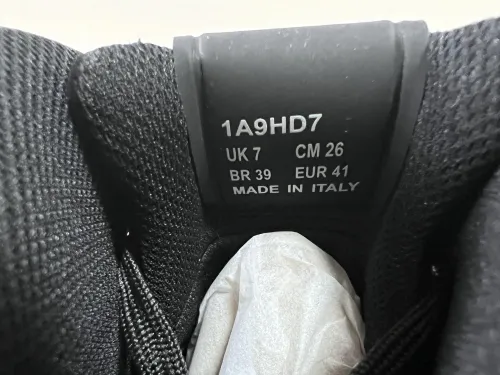 1A9HD7
UK 7 CM 26
BR 39 EUR 41
MADE IN ITALY